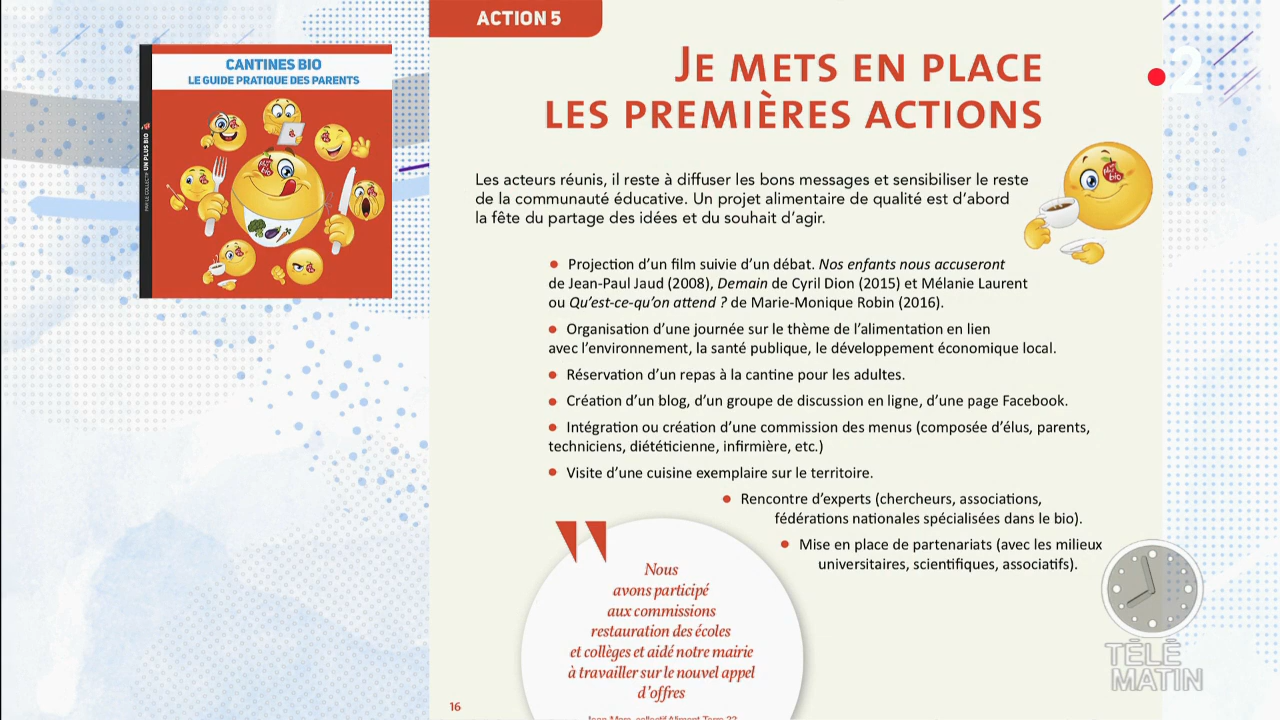 ACTION 5
JE METS EN PLACE
LES PREMIÈRES ACTIONS
2
CANTINES BIO
LE GUIDE PRATIQUE DES PARENTS
PAR LE COLLECTIF UN PLUS BIO
Les acteurs réunis, il reste à diffuser les bons messages et sensibiliser le reste
de la communauté éducative. Un projet alimentaire de qualité est d’abord
la fête du partage des idées et du souhait d’agir.
• Projection d’un film suivie d’un débat. Nos enfants nous accuseront
de Jean-Paul Jaud (2008), Demain de Cyril Dion (2015) et Mélanie Laurent
ou Qu’est-ce-qu’on attend ? de Marie-Monique Robin (2016).
• Organisation d’une journée sur le thème de l’alimentation en lien
avec l’environnement, la santé publique, le développement économique local.
• Réservation d’un repas à la cantine pour les adultes.
• Création d’un blog, d’un groupe de discussion en ligne, d’une page Facebook.
• Intégration ou création d’une commission des menus (composée d’élus, parents,
techniciens, diététicienne, infirmière, etc.)
• Visite d’une cuisine exemplaire sur le territoire.
• Rencontre d’experts (chercheurs, associations,
fédérations nationales spécialisées dans le bio).
• Mise en place de partenariats (avec les milieux
universitaires, scientifiques, associatifs).
Nous
avons participé
aux commissions
restauration des écoles
et collèges et aidé notre mairie
à travailler sur le nouvel appel
d’offres
16
TÉLÉ
MATIN